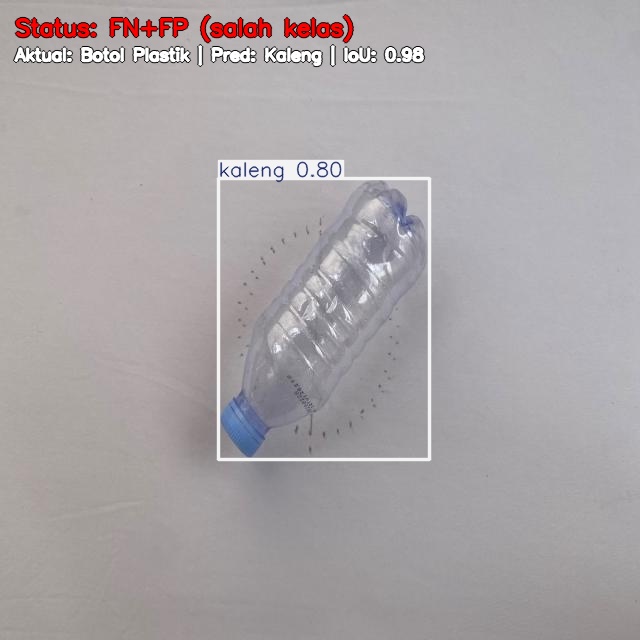 Status: FN+FP (salah kelas)
Aktual: Botol Plastik | Pred: Kaleng | IoU: 0.98
kaleng 0.80